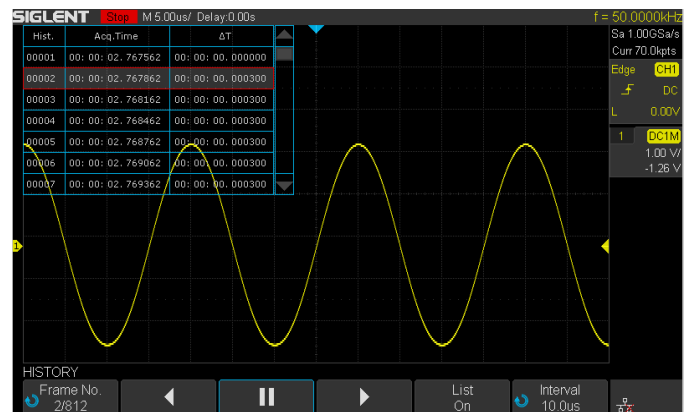 SIGLENT Stop M 5.00us/ Delay:0.00s f = 50.0000kHz
Sa 1.00GSa/s
Curr 70.0kpts
Edge CH1
DC
L 0.00V
1 DC1M
1.00 V/
-1.26 V
Hist. Acq.Time ΔT
00001 00: 00: 02. 767562 00: 00: 00. 000000
00002 00: 00: 02. 767862 00: 00: 00. 000300
00003 00: 00: 02. 768162 00: 00: 00. 000300
00004 00: 00: 02. 768462 00: 00: 00. 000300
00005 00: 00: 02. 768762 00: 00: 00. 000300
00006 00: 00: 02. 769062 00: 00: 00. 000300
00007 00: 00: 02. 769362 00: 00: 00. 000300
1
HISTORY
Frame No.
2/812
List
On
Interval
10.0us